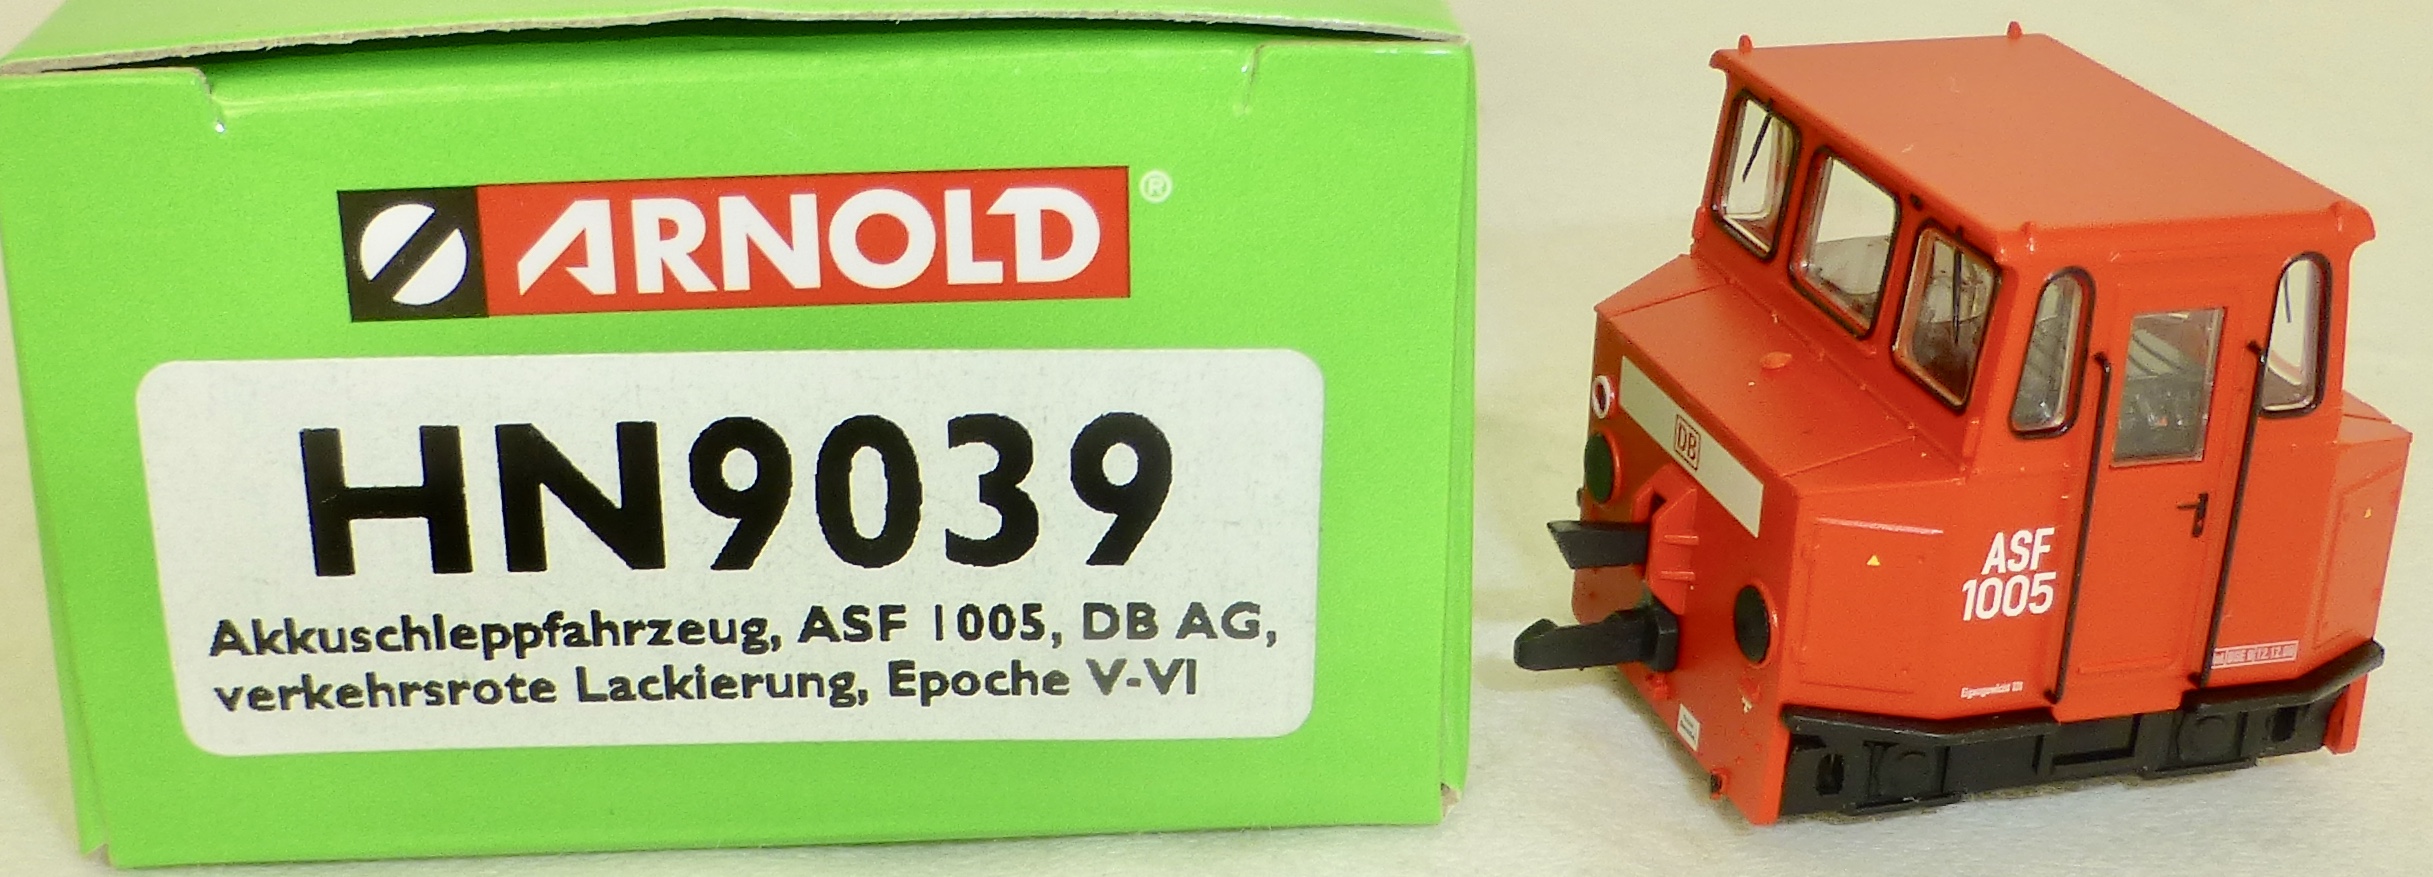 ARNOLD®
HN9039
Akkuschleppfahrzeug, ASF 1005, DB AG,
verkehrsrote Lackierung, Epoche V-VI
DB
ASF
1005